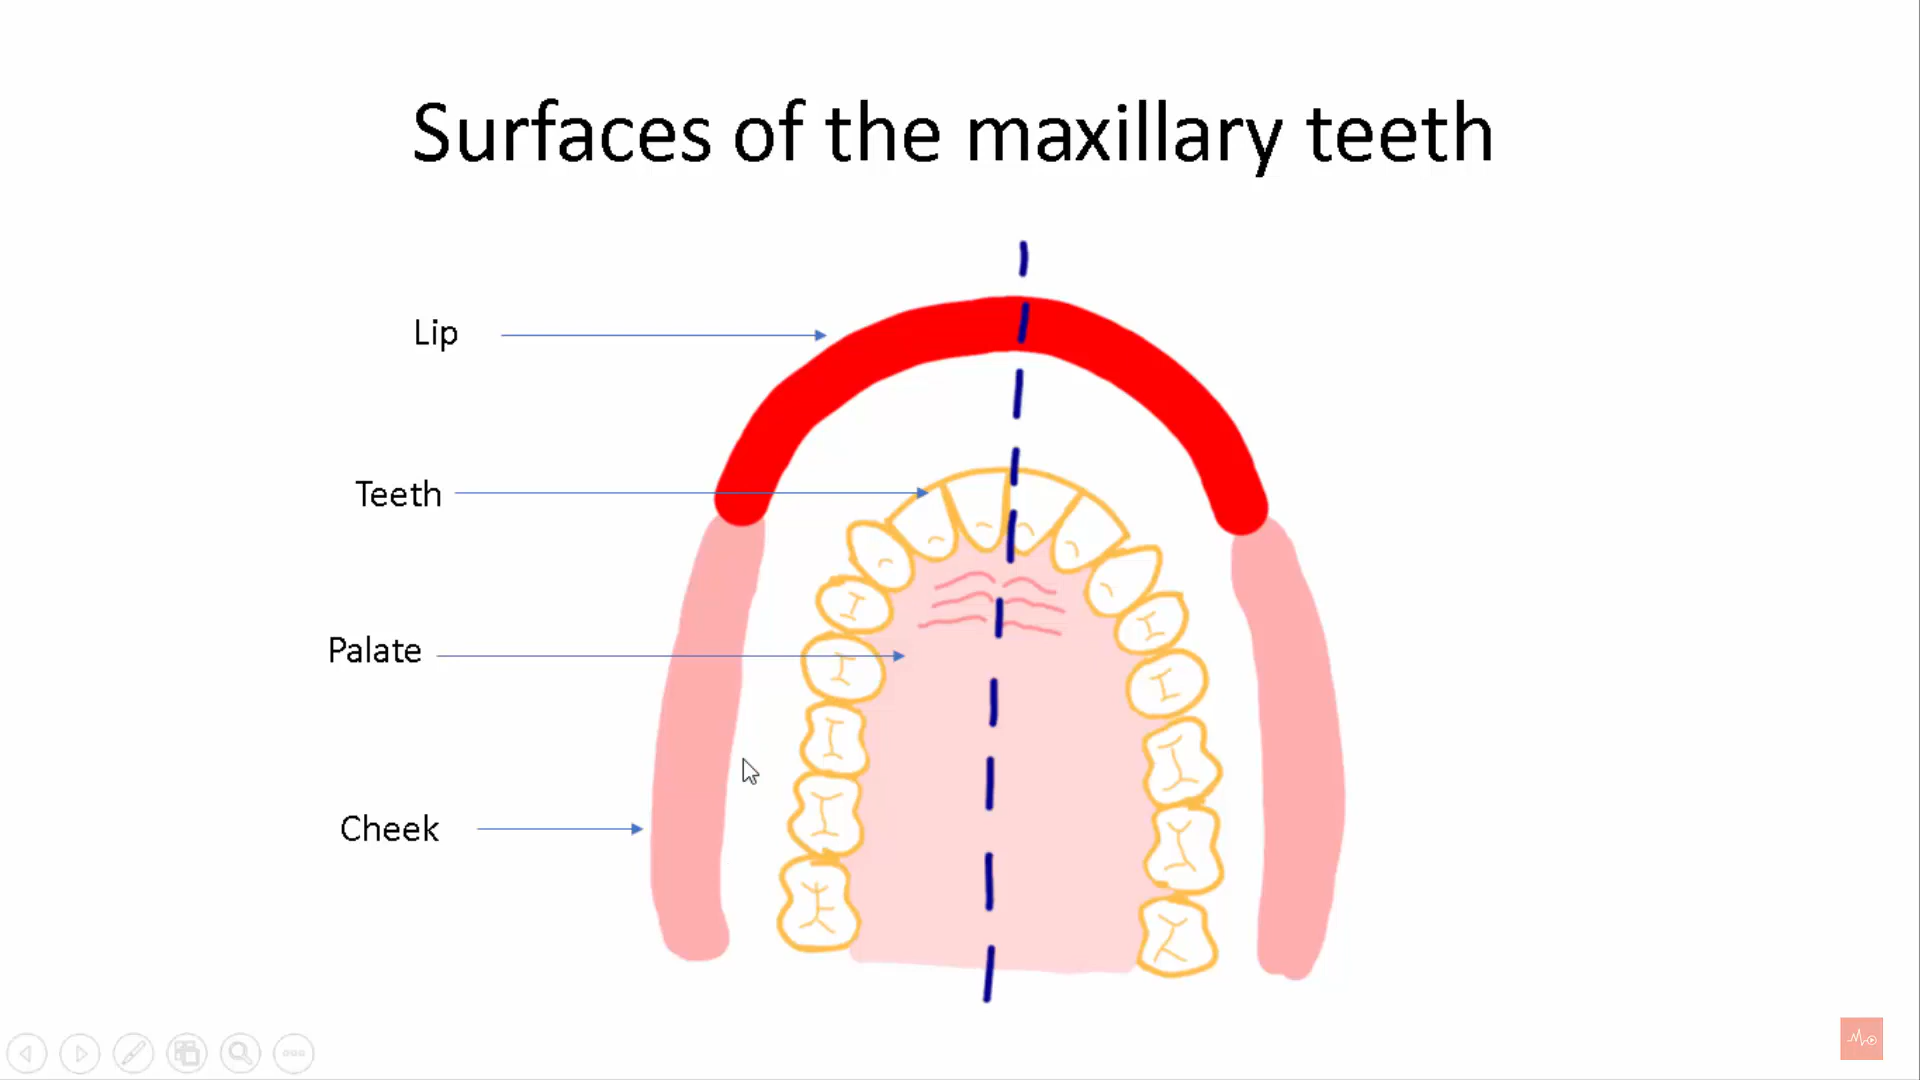 Surfaces of the maxillary teeth
Lip
Teeth
Palate
Cheek